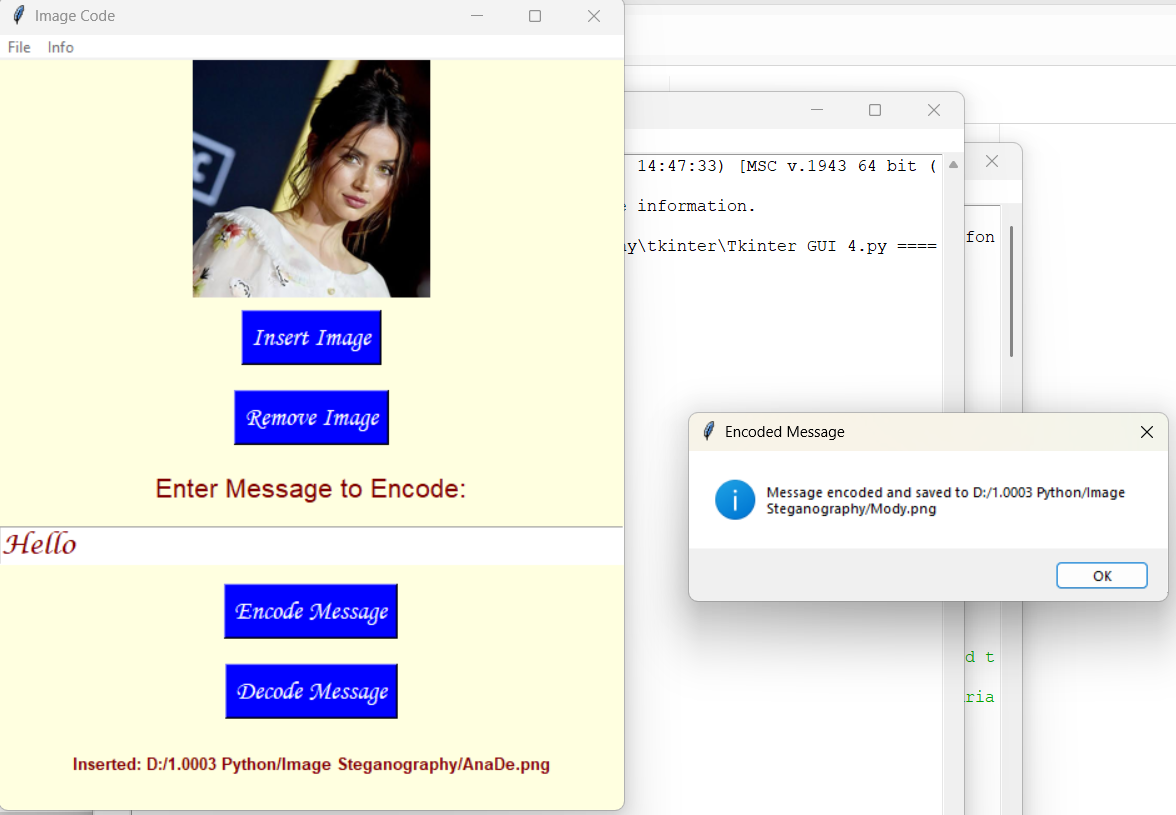 Image Code
File Info
Insert Image
Remove Image
Enter Message to Encode:
Hello
Encode Message
Decode Message
Inserted: D:/1.0003 Python/Image Steganography/AnaDe.png
14:47:33) [MSC v.1943 64 bit (
information.
\tkinter\Tkinter GUI 4.py ====
fon
Encoded Message
Message encoded and saved to D:/1.0003 Python/Image
Steganography/Mody.png
OK
d t
ria